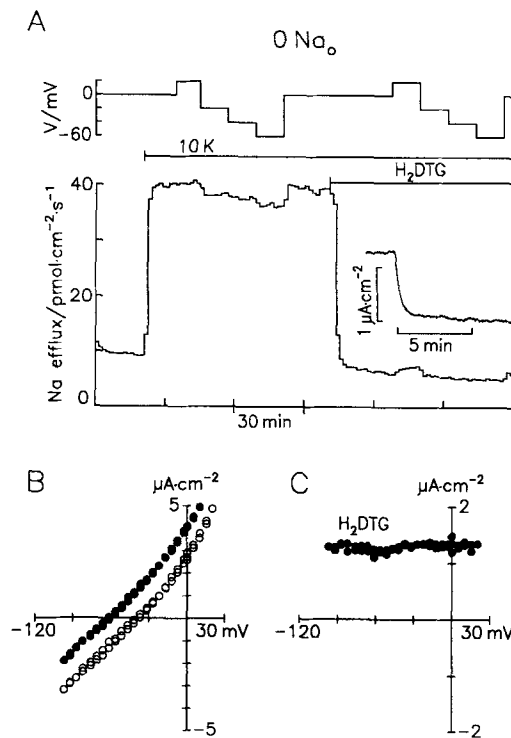 A
0 Na₀
V/mV
0
-60
10 K
H₂DTG
Na efflux/pmol·cm⁻²·s⁻¹
40
20
0
1 μA·cm⁻²
5 min
30 min
B
μA·cm⁻²
5
-120
30 mV
-5
C
μA·cm⁻²
2
H₂DTG
-120
30 mV
-2